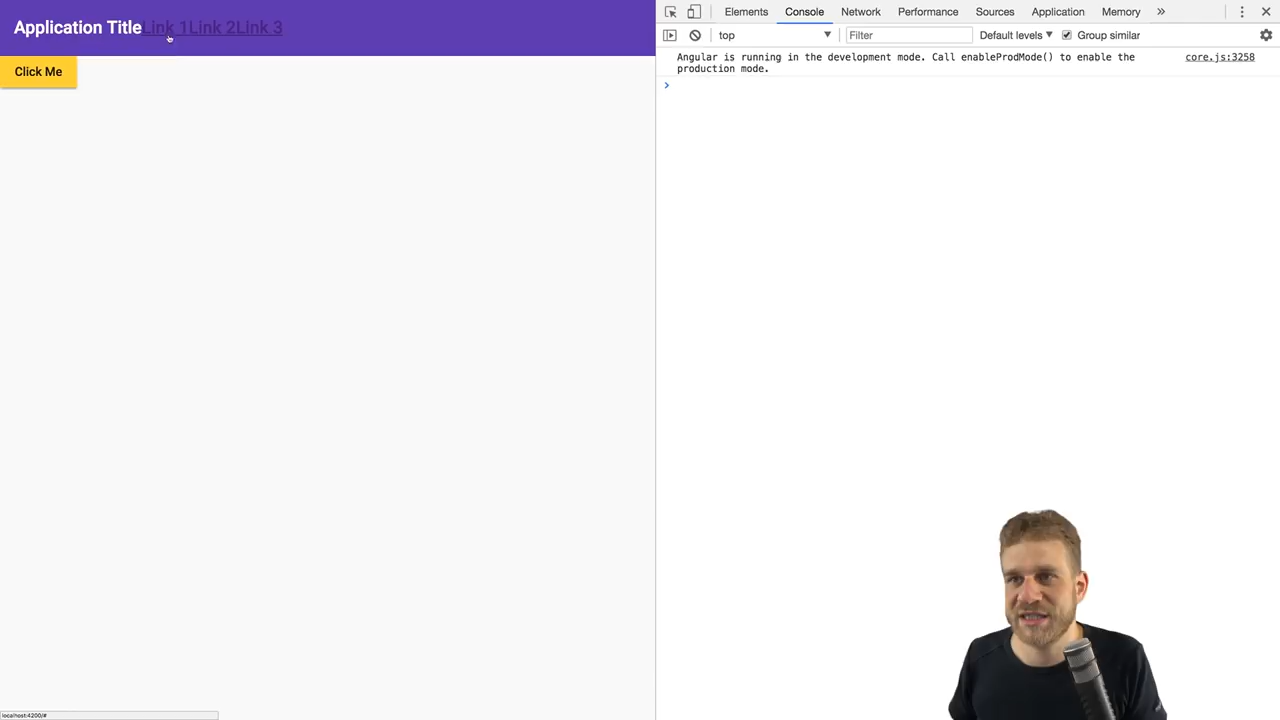 Application Title Link 1Link 2Link 3
Click Me
Elements Console Network Performance Sources Application Memory »
top Filter Default levels Group similar
Angular is running in the development mode. Call enableProdMode() to enable the core.js:3258
production mode.
localhost:4200/#